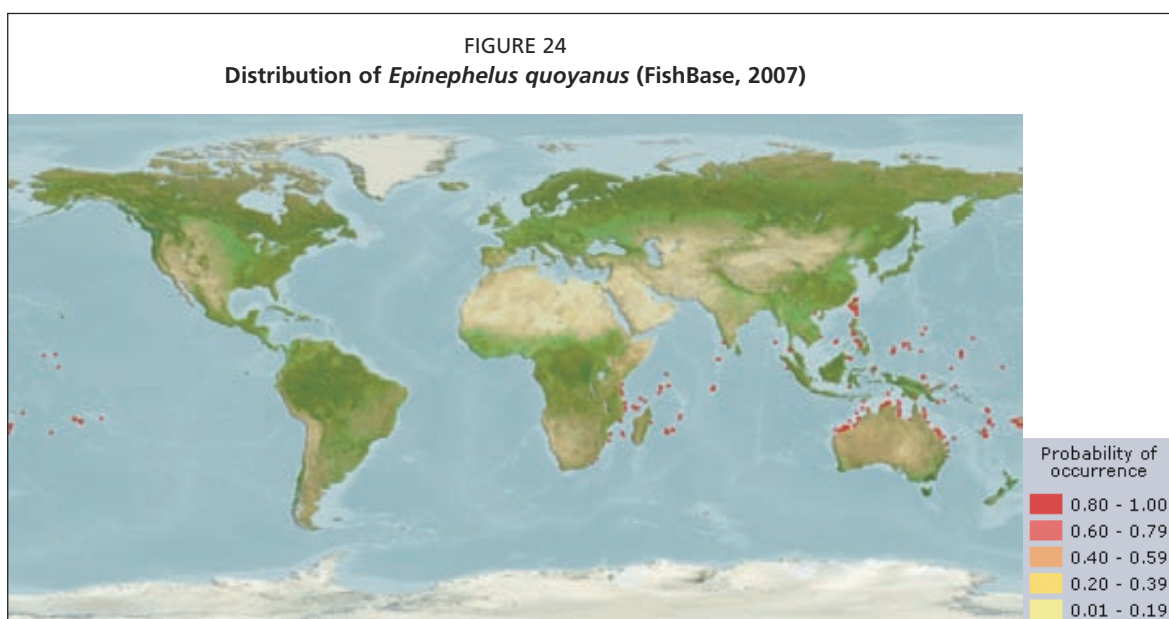 FIGURE 24
Distribution of Epinephelus quoyanus (FishBase, 2007)
Probability of
occurrence
0.80 - 1.00
0.60 - 0.79
0.40 - 0.59
0.20 - 0.39
0.01 - 0.19